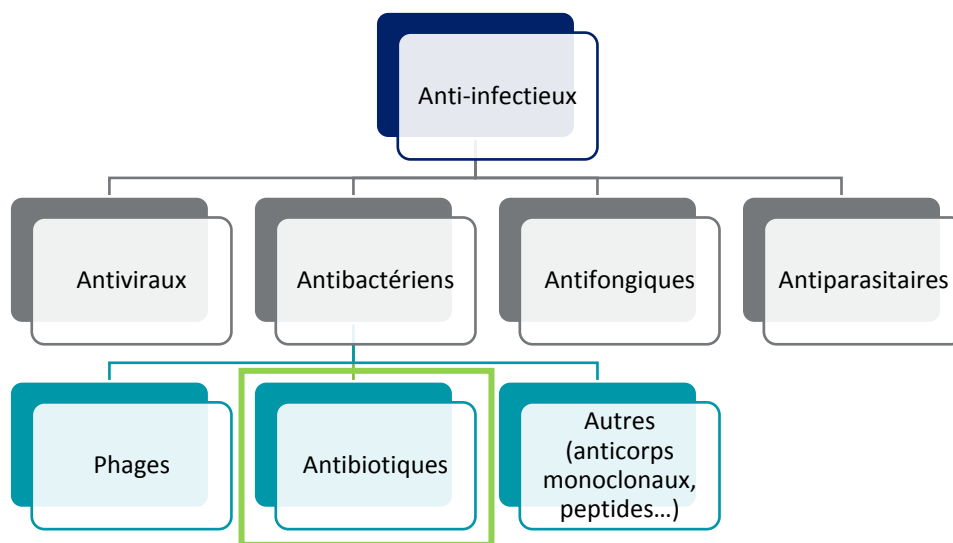 Anti-infectieux
Antiviraux
Antibactériens
Antifongiques
Antiparasitaires
Phages
Antibiotiques
Autres
(anticorps
monoclonaux,
peptides…)